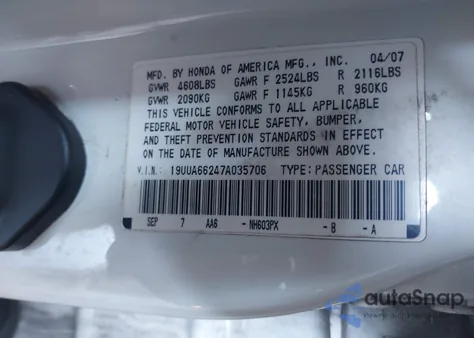 MFD. BY HONDA OF AMERICA MFG., INC. 04/07
GVWR 4608LBS GAWR F 2524LBS R 2116LBS
GVWR 2090KG GAWR F 1145KG R 960KG
THIS VEHICLE CONFORMS TO ALL APPLICABLE
FEDERAL MOTOR VEHICLE SAFETY, BUMPER,
AND THEFT PREVENTION STANDARDS IN EFFECT
ON THE DATE OF MANUFACTURE SHOWN ABOVE.
V.I.N.: 19UUA66247A035706 TYPE: PASSENGER CAR
SEP 7 AA6 -NH603PX -B -A
autoSnap